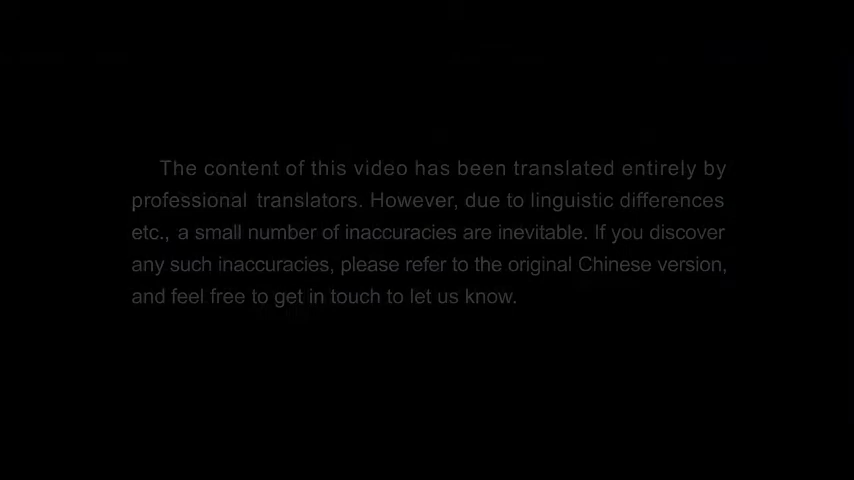 The content of this video has been translated entirely by
professional translators. However, due to linguistic differences
etc., a small number of inaccuracies are inevitable. If you discover
any such inaccuracies, please refer to the original Chinese version,
and feel free to get in touch to let us know.